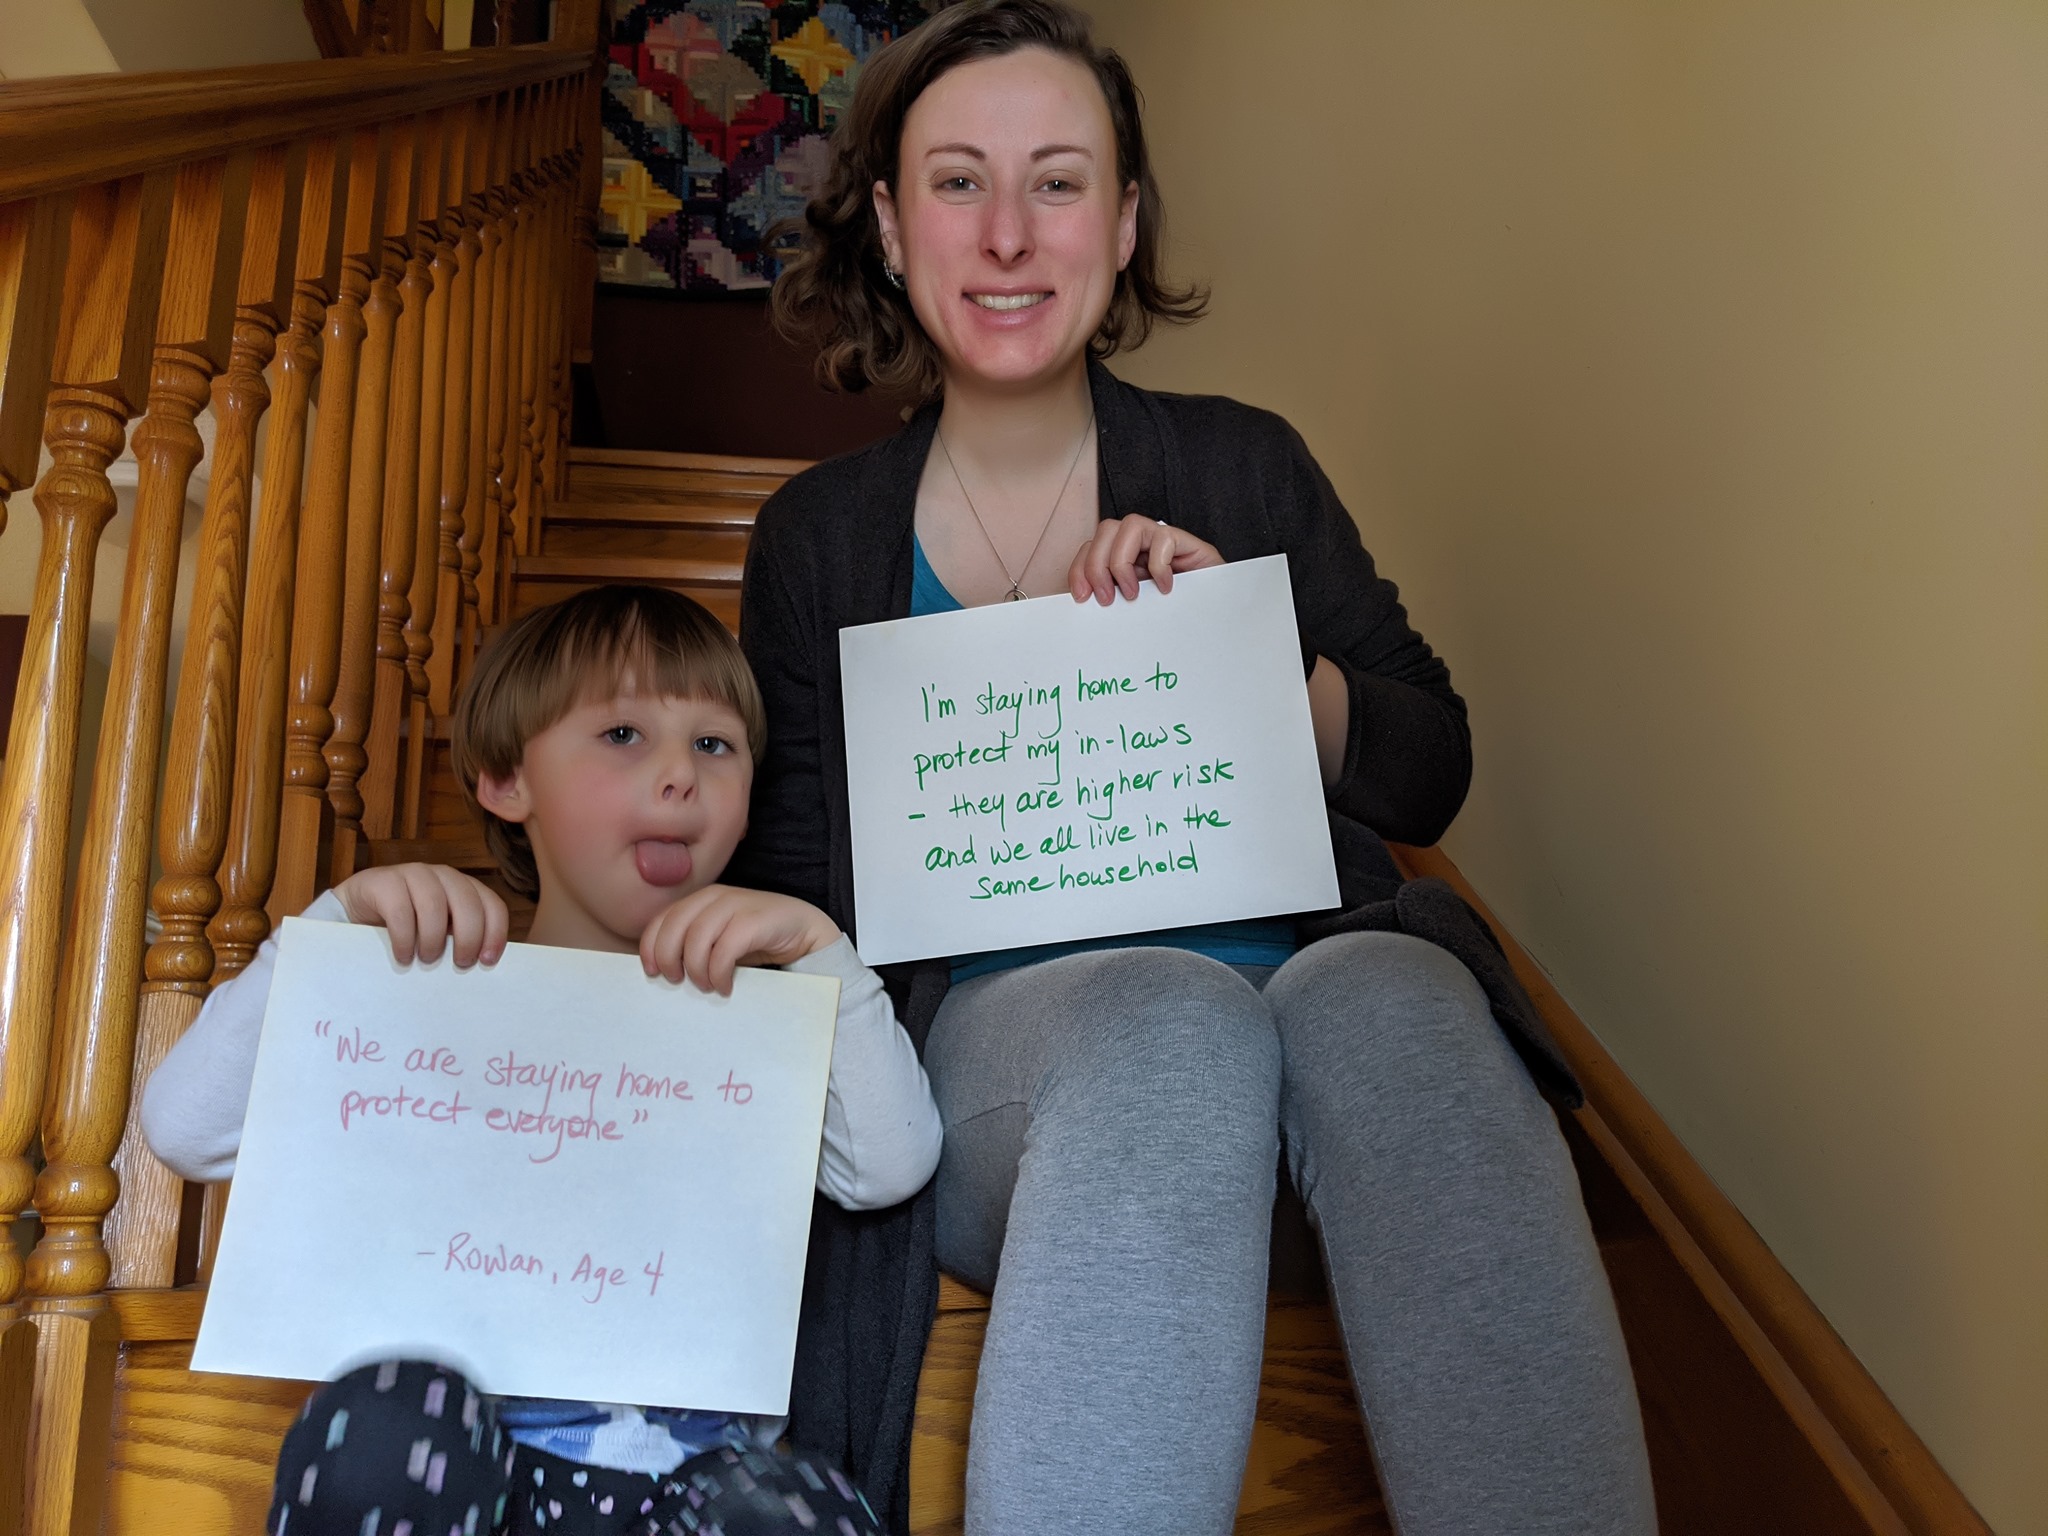 I'm staying home to
protect my in-laws
- they are higher risk
and we all live in the
same household
"We are staying home to
protect everyone"
- Rowan, Age 4